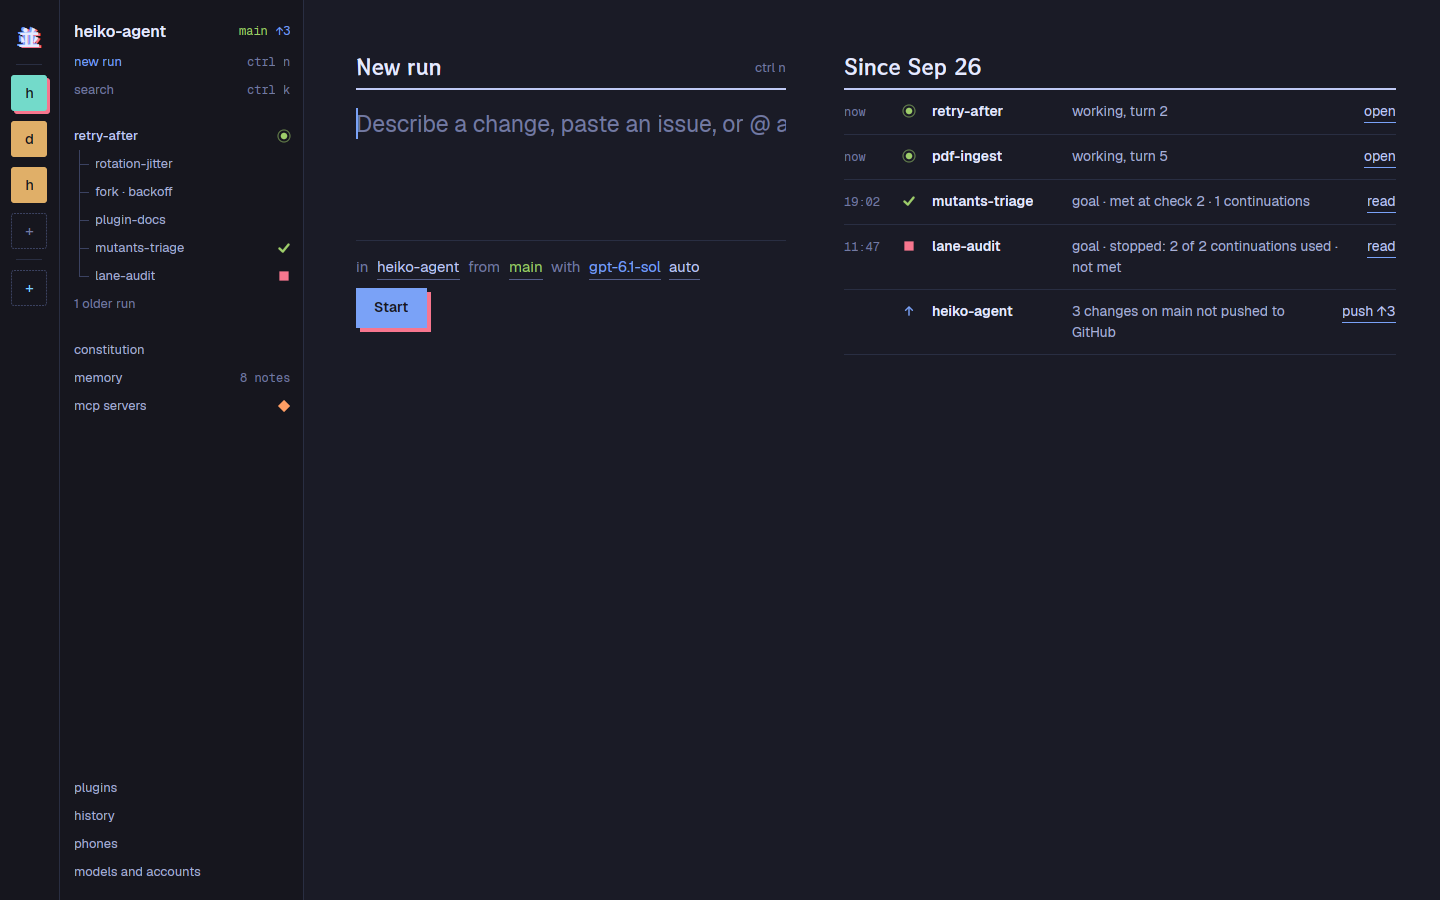 heiko-agent main ↑3
new run ctrl n
search ctrl k
h
d
h
+
+
retry-after
rotation-jitter
fork · backoff
plugin-docs
mutants-triage
lane-audit
1 older run
constitution
memory 8 notes
mcp servers
plugins
history
phones
models and accounts
New run ctrl n
Describe a change, paste an issue, or @ a
in heiko-agent from main with gpt-6.1-sol auto
Start
Since Sep 26
now retry-after working, turn 2 open
now pdf-ingest working, turn 5 open
19:02 mutants-triage goal · met at check 2 · 1 continuations read
11:47 lane-audit goal · stopped: 2 of 2 continuations used · read
not met
↑ heiko-agent 3 changes on main not pushed to push ↑3
GitHub